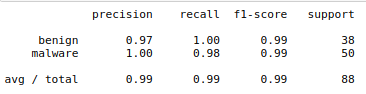 precision recall f1-score support
benign 0.97 1.00 0.99 38
malware 1.00 0.98 0.99 50
avg / total 0.99 0.99 0.99 88